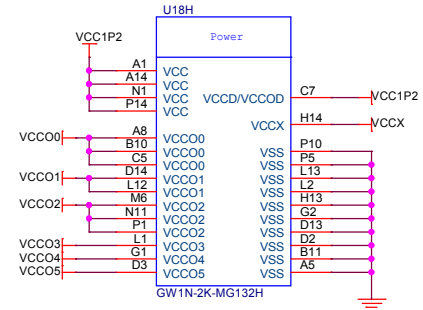 U18H
Power
VCC1P2
A1 VCC
A14 VCC
N1 VCC
P14 VCC
VCCD/VCCOD C7 VCC1P2
VCCX H14 VCCX
VCCO0 A8 VCCO0
B10 VCCO0
C5 VCCO0
VCCO1 D14 VCCO1
L12 VCCO1
VCCO2 M6 VCCO2
N11 VCCO2
P1 VCCO2
VCCO3 L1 VCCO3
VCCO4 G1 VCCO4
VCCO5 D3 VCCO5
VSS P10
VSS P5
VSS L13
VSS L2
VSS H13
VSS G2
VSS D13
VSS D2
VSS B11
VSS A5
GW1N-2K-MG132H